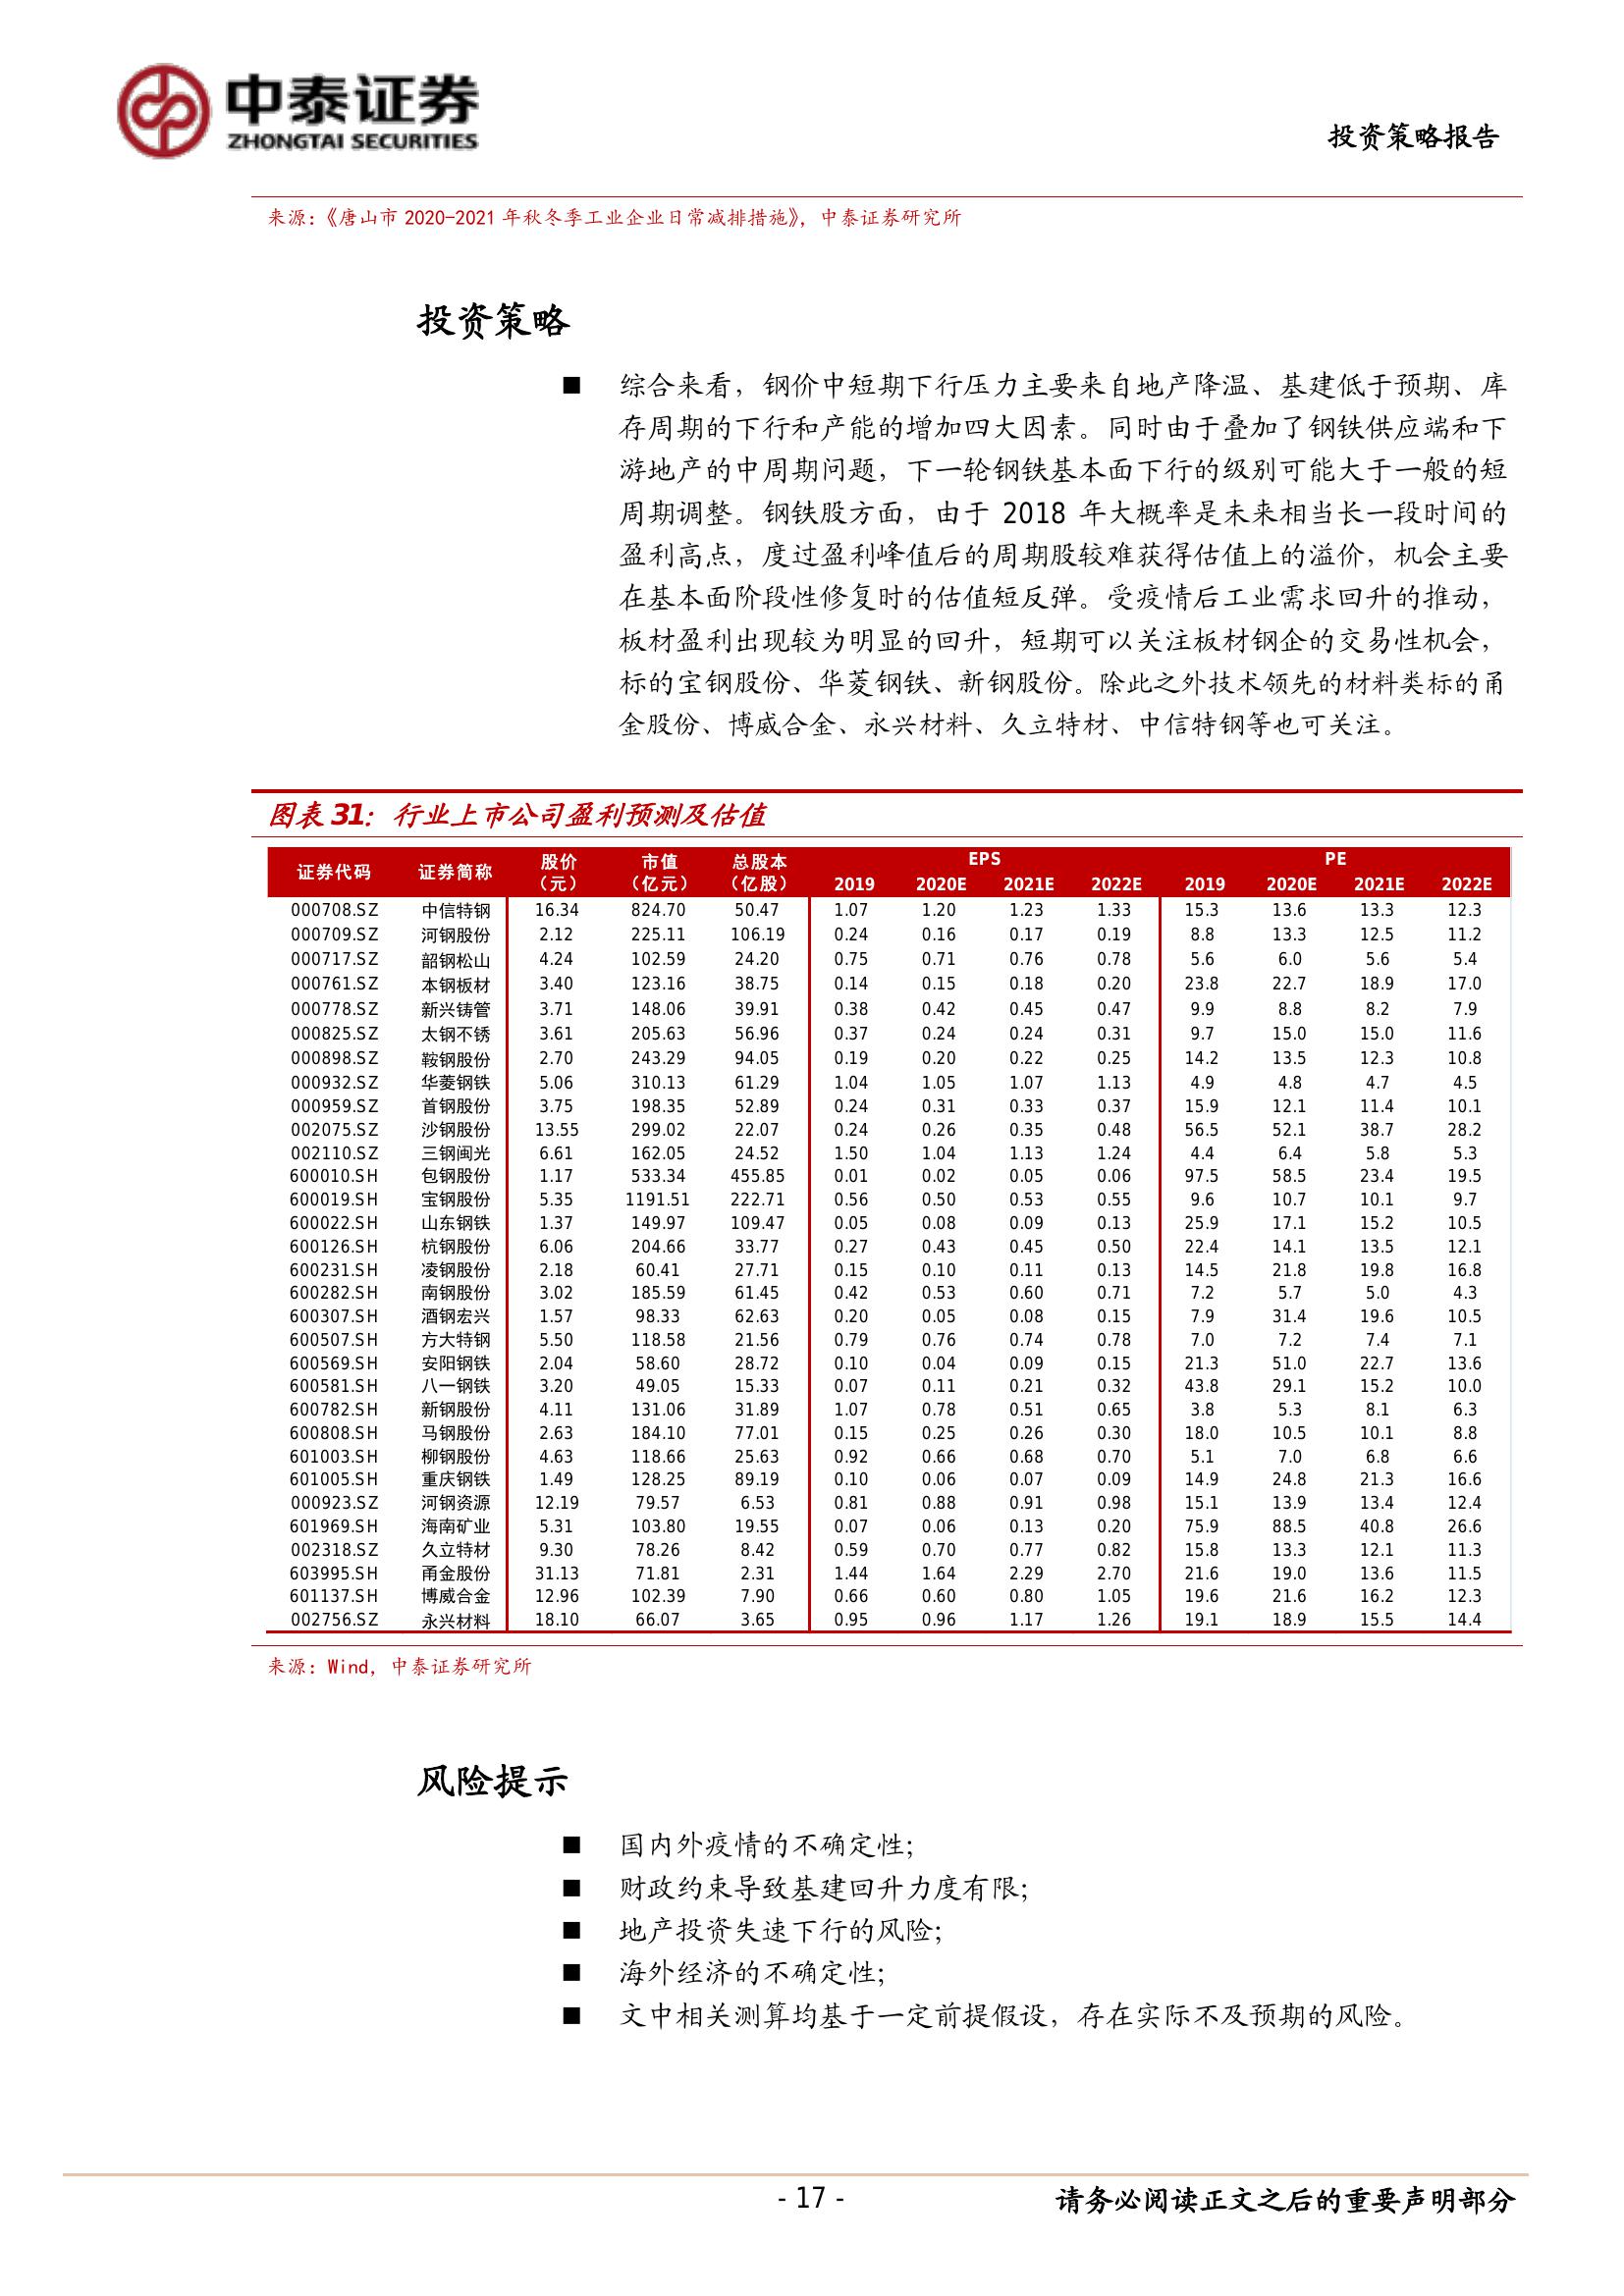 中泰证券
ZHONGTAI SECURITIES
投资策略报告
来源：《唐山市 2020-2021 年秋冬季工业企业日常减排措施》，中泰证券研究所
投资策略
■ 综合来看，钢价中短期下行压力主要来自地产降温、基建低于预期、库
存周期的下行和产能的增加四大因素。同时由于叠加了钢铁供应端和下
游地产的中周期问题，下一轮钢铁基本面下行的级别可能大于一般的短
周期调整。钢铁股方面，由于 2018 年大概率是未来相当长一段时间的
盈利高点，度过盈利峰值后的周期股较难获得估值上的溢价，机会主要
在基本面阶段性修复时的估值短反弹。受疫情后工业需求回升的推动，
板材盈利出现较为明显的回升，短期可以关注板材钢企的交易性机会，
标的宝钢股份、华菱钢铁、新钢股份。除此之外技术领先的材料类标的甬
金股份、博威合金、永兴材料、久立特材、中信特钢等也可关注。
图表 31：行业上市公司盈利预测及估值
证券代码 证券简称 股价（元） 市值（亿元） 总股本（亿股） EPS PE
2019 2020E 2021E 2022E 2019 2020E 2021E 2022E
000708.SZ 中信特钢 16.34 824.70 50.47 1.07 1.20 1.23 1.33 15.3 13.6 13.3 12.3
000709.SZ 河钢股份 2.12 225.11 106.19 0.24 0.16 0.17 0.19 8.8 13.3 12.5 11.2
000717.SZ 韶钢松山 4.24 102.59 24.20 0.75 0.71 0.76 0.78 5.6 6.0 5.6 5.4
000761.SZ 本钢板材 3.40 123.16 38.75 0.14 0.15 0.18 0.20 23.8 22.7 18.9 17.0
000778.SZ 新兴铸管 3.71 148.06 39.91 0.38 0.42 0.45 0.47 9.9 8.8 8.2 7.9
000825.SZ 太钢不锈 3.61 205.63 56.96 0.37 0.24 0.24 0.31 9.7 15.0 15.0 11.6
000898.SZ 鞍钢股份 2.70 243.29 94.05 0.19 0.20 0.22 0.25 14.2 13.5 12.3 10.8
000932.SZ 华菱钢铁 5.06 310.13 61.29 1.04 1.05 1.07 1.13 4.9 4.8 4.7 4.5
000959.SZ 首钢股份 3.75 198.35 52.89 0.24 0.31 0.33 0.37 15.9 12.1 11.4 10.1
002075.SZ 沙钢股份 13.55 299.02 22.07 0.24 0.26 0.35 0.48 56.5 52.1 38.7 28.2
002110.SZ 三钢闽光 6.61 162.05 24.52 1.50 1.04 1.13 1.24 4.4 6.4 5.8 5.3
600010.SH 包钢股份 1.17 533.34 455.85 0.01 0.02 0.05 0.06 97.5 58.5 23.4 19.5
600019.SH 宝钢股份 5.35 1191.51 222.71 0.56 0.50 0.53 0.55 9.6 10.7 10.1 9.7
600022.SH 山东钢铁 1.37 149.97 109.47 0.05 0.08 0.09 0.13 25.9 17.1 15.2 10.5
600126.SH 杭钢股份 6.06 204.66 33.77 0.27 0.43 0.45 0.50 22.4 14.1 13.5 12.1
600231.SH 凌钢股份 2.18 60.41 27.71 0.15 0.10 0.11 0.13 14.5 21.8 19.8 16.8
600282.SH 南钢股份 3.02 185.59 61.45 0.42 0.53 0.60 0.71 7.2 5.7 5.0 4.3
600307.SH 酒钢宏兴 1.57 98.33 62.63 0.20 0.05 0.08 0.15 7.9 31.4 19.6 10.5
600507.SH 方大特钢 5.50 118.58 21.56 0.79 0.76 0.74 0.78 7.0 7.2 7.4 7.1
600569.SH 安阳钢铁 2.04 58.60 28.72 0.10 0.04 0.09 0.15 21.3 51.0 22.7 13.6
600581.SH 八一钢铁 3.20 49.05 15.33 0.07 0.11 0.21 0.32 43.8 29.1 15.2 10.0
600782.SH 新钢股份 4.11 131.06 31.89 1.07 0.78 0.51 0.65 3.8 5.3 8.1 6.3
600808.SH 马钢股份 2.63 184.10 77.01 0.15 0.25 0.26 0.30 18.0 10.5 10.1 8.8
601003.SH 柳钢股份 4.63 118.66 25.63 0.92 0.66 0.68 0.70 5.1 7.0 6.8 6.6
601005.SH 重庆钢铁 1.49 128.25 89.19 0.10 0.06 0.07 0.09 14.9 24.8 21.3 16.6
000923.SZ 河钢资源 12.19 79.57 6.53 0.81 0.88 0.91 0.98 15.1 13.9 13.4 12.4
601969.SH 海南矿业 5.31 103.80 19.55 0.07 0.06 0.13 0.20 75.9 88.5 40.8 26.6
002318.SZ 久立特材 9.30 78.26 8.42 0.59 0.70 0.77 0.82 15.8 13.3 12.1 11.3
603995.SH 甬金股份 31.13 71.81 2.31 1.44 1.64 2.29 2.70 21.6 19.0 13.6 11.5
601137.SH 博威合金 12.96 102.39 7.90 0.66 0.60 0.80 1.05 19.6 21.6 16.2 12.3
002756.SZ 永兴材料 18.10 66.07 3.65 0.95 0.96 1.17 1.26 19.1 18.9 15.5 14.4
来源：Wind，中泰证券研究所
风险提示
■ 国内外疫情的不确定性；
■ 财政约束导致基建回升力度有限；
■ 地产投资失速下行的风险；
■ 海外经济的不确定性；
■ 文中相关测算均基于一定前提假设，存在实际不及预期的风险。
- 17 -
请务必阅读正文之后的重要声明部分